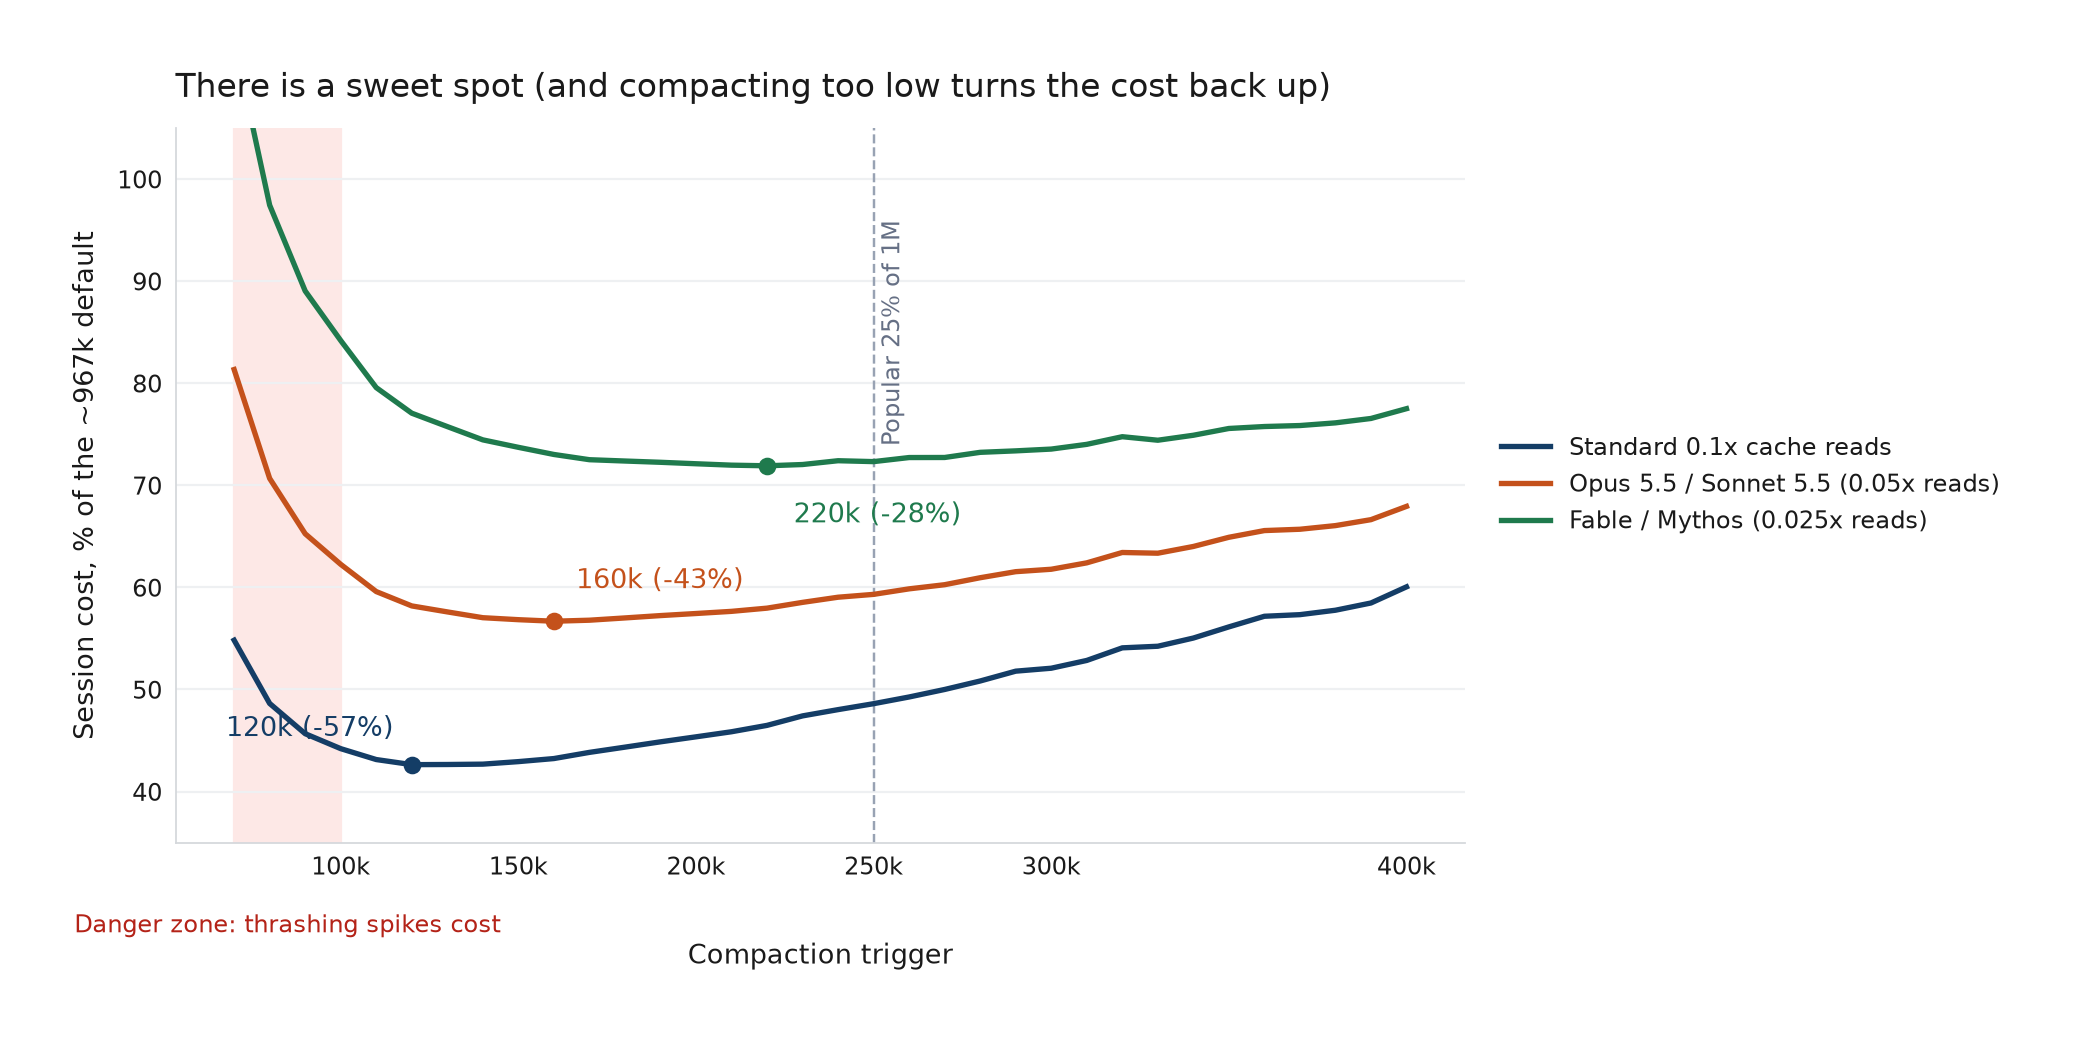 There is a sweet spot (and compacting too low turns the cost back up)
Session cost, % of the ~967k default
100
90
80
70
60
50
40
Popular 25% of 1M
220k (-28%)
160k (-43%)
120k (-57%)
100k
150k
200k
250k
300k
400k
Danger zone: thrashing spikes cost
Compaction trigger
Standard 0.1x cache reads
Opus 5.5 / Sonnet 5.5 (0.05x reads)
Fable / Mythos (0.025x reads)